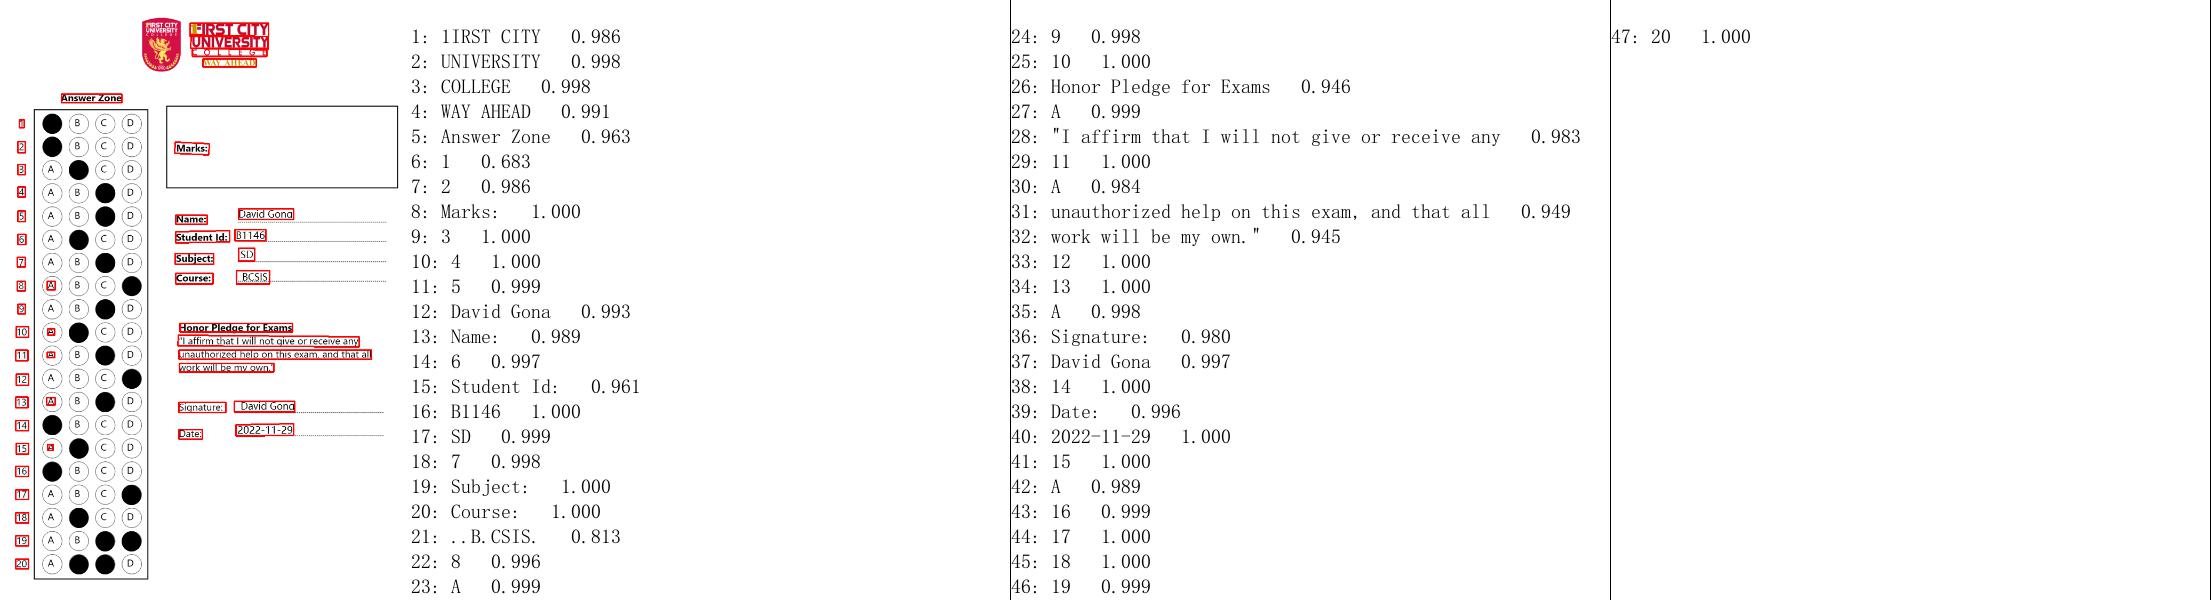 FIRST CITY
UNIVERSITY
FIRST CITY
UNIVERSITY
COLLEGE
WAY AHEAD
Answer Zone
1 B C D
2 B C D
3 A C D
4 A B D
5 A B D
6 A C D
7 A B D
8 A B C
9 A B D
10 A C D
11 A B D
12 A B C
13 A B D
14 B C D
15 A C D
16 B C D
17 A B C
18 A C D
19 A B
20 A D
Marks:
Name: David Gong
Student Id: B1146
Subject: SD
Course: BCSIS
Honor Pledge for Exams
"I affirm that I will not give or receive any
unauthorized help on this exam, and that all
work will be my own."
Signature: David Gong
Date: 2022-11-29
1: 1IRST CITY 0.986
2: UNIVERSITY 0.998
3: COLLEGE 0.998
4: WAY AHEAD 0.991
5: Answer Zone 0.963
6: 1 0.683
7: 2 0.986
8: Marks: 1.000
9: 3 1.000
10: 4 1.000
11: 5 0.999
12: David Gona 0.993
13: Name: 0.989
14: 6 0.997
15: Student Id: 0.961
16: B1146 1.000
17: SD 0.999
18: 7 0.998
19: Subject: 1.000
20: Course: 1.000
21: ..B.CSIS. 0.813
22: 8 0.996
23: A 0.999
24: 9 0.998
25: 10 1.000
26: Honor Pledge for Exams 0.946
27: A 0.999
28: "I affirm that I will not give or receive any 0.983
29: 11 1.000
30: A 0.984
31: unauthorized help on this exam, and that all 0.949
32: work will be my own." 0.945
33: 12 1.000
34: 13 1.000
35: A 0.998
36: Signature: 0.980
37: David Gona 0.997
38: 14 1.000
39: Date: 0.996
40: 2022-11-29 1.000
41: 15 1.000
42: A 0.989
43: 16 0.999
44: 17 1.000
45: 18 1.000
46: 19 0.999
47: 20 1.000